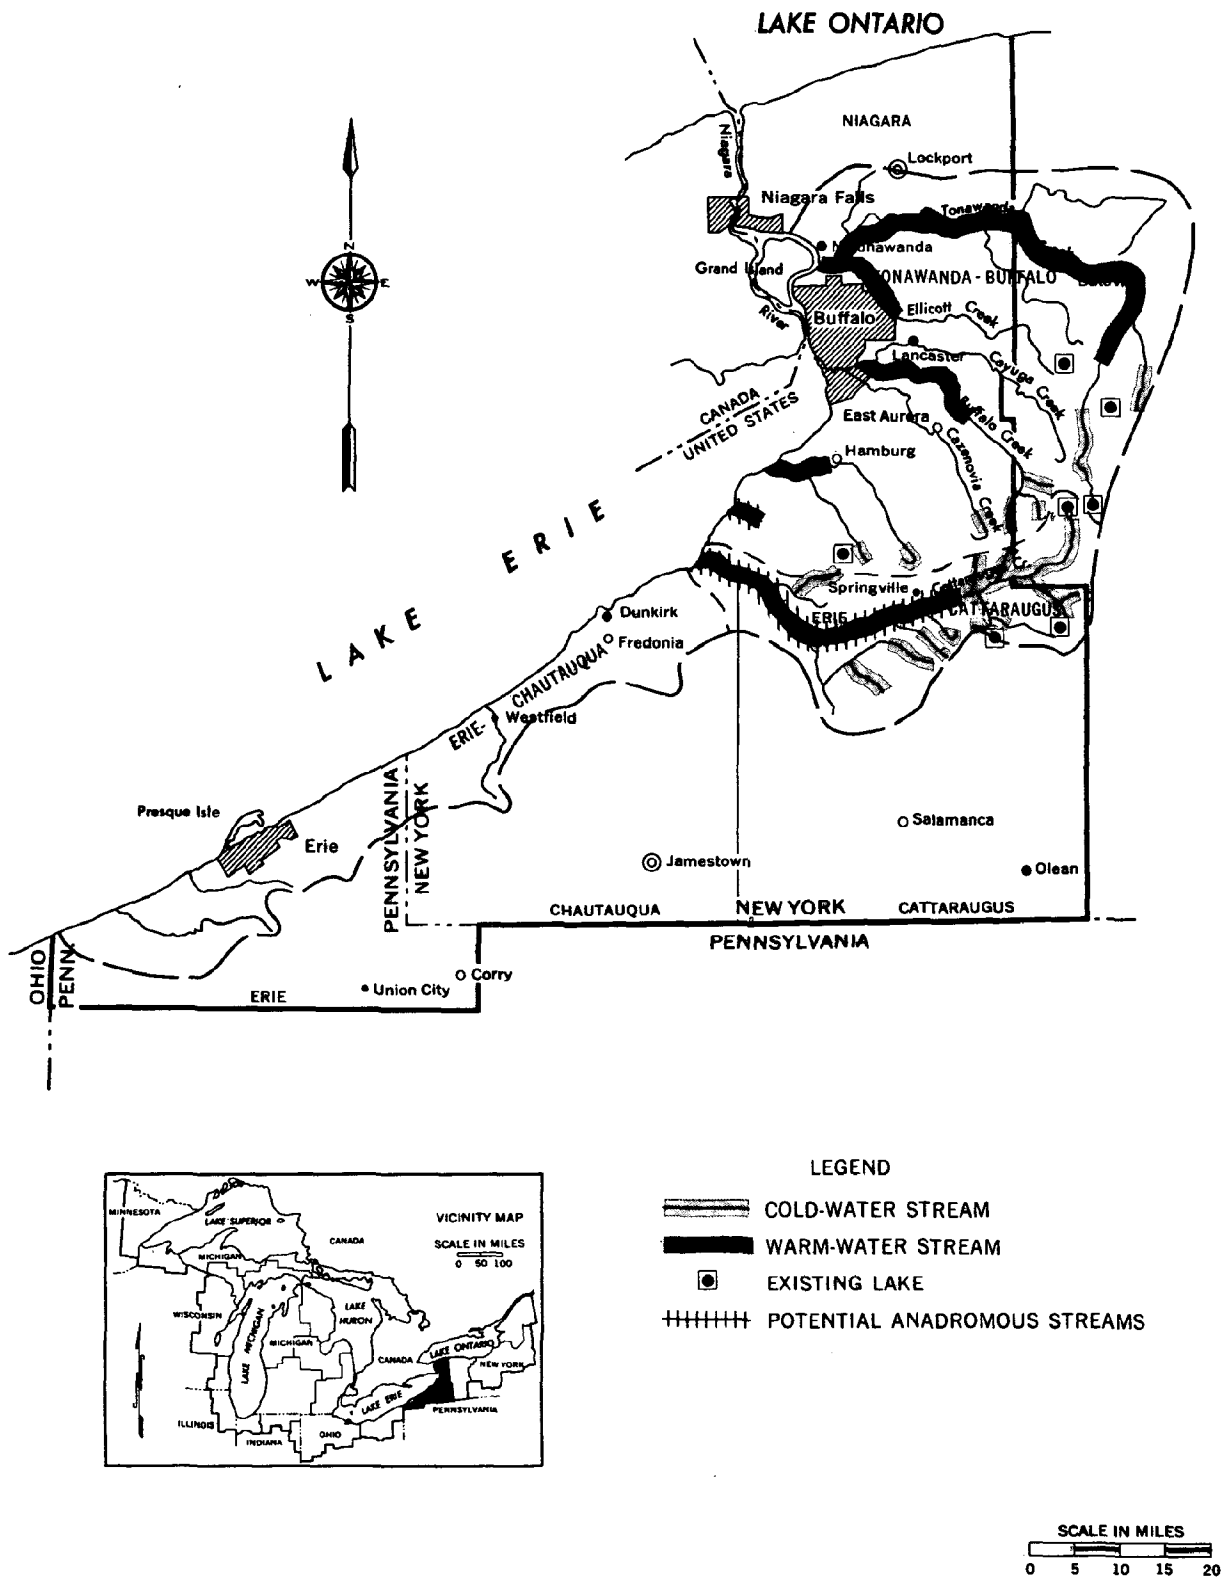 LAKE ONTARIO
NIAGARA
Niagara
Lockport
Niagara Falls
Tonawanda
N
W E
S
Grand Island
TONAWANDA - BUFFALO
River
Buffalo
Ellicott Creek
Lancaster
Cayuga Creek
CANADA
UNITED STATES
East Aurora
Buffalo Creek
Hamburg
Cazenovia Creek
LAKE ERIE
Springville
Cattaraugus Cr
ERIE
CATTARAUGUS
Dunkirk
Fredonia
ERIE-CHAUTAUQUA
Westfield
Presque Isle
Erie
PENNSYLVANIA
NEW YORK
Salamanca
Jamestown
Olean
CHAUTAUQUA
NEW YORK
CATTARAUGUS
PENNSYLVANIA
OHIO
PENN.
Corry
Union City
ERIE
LEGEND
COLD-WATER STREAM
WARM-WATER STREAM
EXISTING LAKE
POTENTIAL ANADROMOUS STREAMS
VICINITY MAP
SCALE IN MILES
0 50 100
MINNESOTA
LAKE SUPERIOR
CANADA
MICHIGAN
WISCONSIN
LAKE MICHIGAN
MICHIGAN
LAKE HURON
CANADA
LAKE ONTARIO
NEW YORK
LAKE ERIE
PENNSYLVANIA
ILLINOIS
INDIANA
OHIO
SCALE IN MILES
0 5 10 15 20